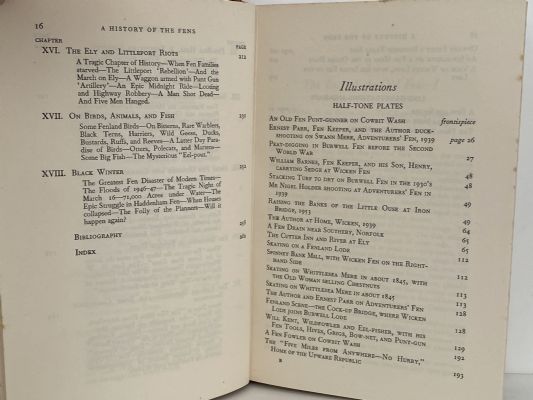 16
A HISTORY OF THE FENS
CHAPTER
PAGE
XVI. THE ELY AND LITTLEPORT RIOTS
212
A Tragic Chapter of History—When Fen Families
starved—The Littleport 'Rebellion'—And the
March on Ely—A Waggon armed with Punt Gun
'Artillery'—An Epic Midnight Ride—Looting
and Highway Robbery—A Man Shot Dead—
And Five Men Hanged.
XVII. ON BIRDS, ANIMALS, AND FISH
231
Some Fenland Birds—On Bitterns, Rare Warblers,
Black Terns, Harriers, Wild Geese, Ducks,
Bustards, Ruffs, and Reeves—A Latter Day Para-
dise of Birds—Otters, Polecats, and Martens—
Some Big Fish—The Mysterious "Eel-pout."
XVIII. BLACK WINTER
252
The Greatest Fen Disaster of Modern Times—
The Floods of 1946-47—The Tragic Night of
March 16—71,000 Acres under Water—The
Epic Struggle in Haddenham Fen—When Houses
collapsed—The Folly of the Planners—Will it
happen again?
BIBLIOGRAPHY
INDEX
Illustrations
HALF-TONE PLATES
AN OLD FEN PUNT-GUNNER ON COWBIT WASH
frontispiece
ERNEST PARR, FEN KEEPER, AND THE AUTHOR DUCK-
SHOOTING ON SWANN MERE, ADVENTURERS' FEN, 1939
page 26
PEAT-DIGGING IN BURWELL FEN BEFORE THE SECOND
WORLD WAR
27
WILLIAM BARNES, FEN KEEPER, AND HIS SON, HENRY,
CARRYING SEDGE AT WICKEN FEN
48
STACKING TURF TO DRY ON BURWELL FEN IN THE 1930'S
48
MR NIGEL HOLDER SHOOTING AT ADVENTURERS' FEN IN
1939
49
RAISING THE BANKS OF THE LITTLE OUSE AT IRON
BRIDGE, 1953
49
THE AUTHOR AT HOME, WICKEN, 1939
64
A FEN DRAIN NEAR SOUTHERY, NORFOLK
64
THE CUTTER INN AND RIVER AT ELY
65
SKATING ON A FENLAND LODE
65
SPINNEY BANK MILL, WITH WICKEN FEN ON THE RIGHT-
HAND SIDE
112
SKATING ON WHITTLESEA MERE IN ABOUT 1845, WITH
THE OLD WOMAN SELLING CHESTNUTS
113
SKATING ON WHITTLESEA MERE IN ABOUT 1845
113
THE AUTHOR AND ERNEST PARR ON ADVENTURERS' FEN
128
FENLAND SCENE—THE COCK-UP BRIDGE, WHERE WICKEN
LODE JOINS BURWELL LODE
128
WILL KENT, WILDFOWLER AND EEL-FISHER, WITH HIS
FEN TOOLS, HIVES, GREGS, BOW-NET, AND PUNT-GUN
129
A FEN FOWLER ON COWBIT WASH
192
THE "FIVE MILES FROM ANYWHERE—NO HURRY,"
HOME OF THE UPWARE REPUBLIC
193
B